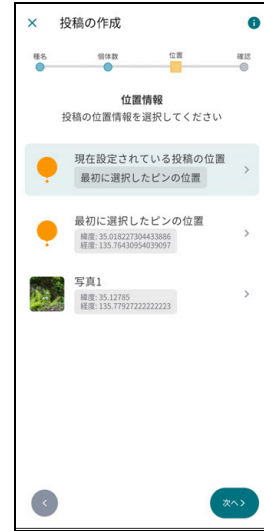 × 投稿の作成
種名 個体数 位置 確認
位置情報
投稿の位置情報を選択してください
現在設定されている投稿の位置
最初に選択したピンの位置
最初に選択したピンの位置
緯度: 35.018227304433886
経度: 135.76430954039097
写真1
緯度: 35.12785
経度: 135.77927222222223
次へ